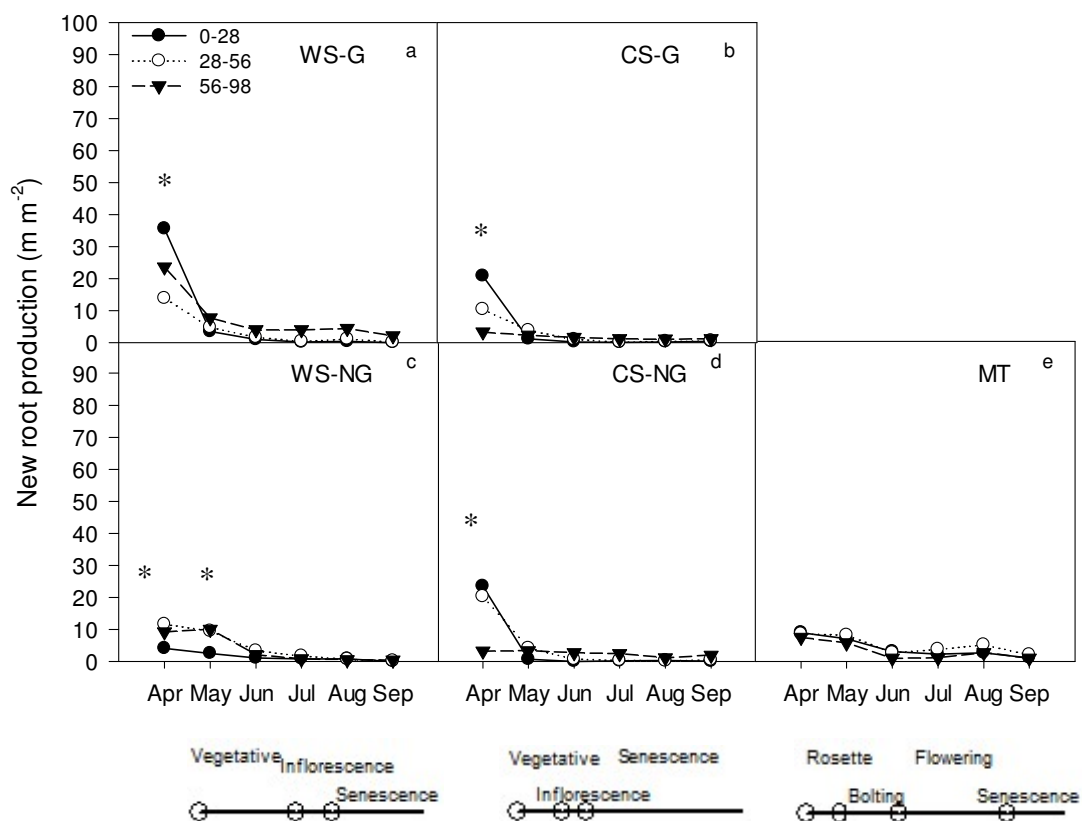 New root production (m m-2)
100
90
80
70
60
50
40
30
20
10
0
0-28
28-56
56-98
WS-G
a
CS-G
b
90
80
70
60
50
40
30
20
10
0
WS-NG
c
CS-NG
d
MT
e
*
*
*
*
*
Apr May Jun Jul Aug Sep
Apr May Jun Jul Aug Sep
Apr May Jun Jul Aug Sep
Vegetative
Inflorescence
Senescence
Vegetative
Senescence
Inflorescence
Rosette
Flowering
Bolting
Senescence